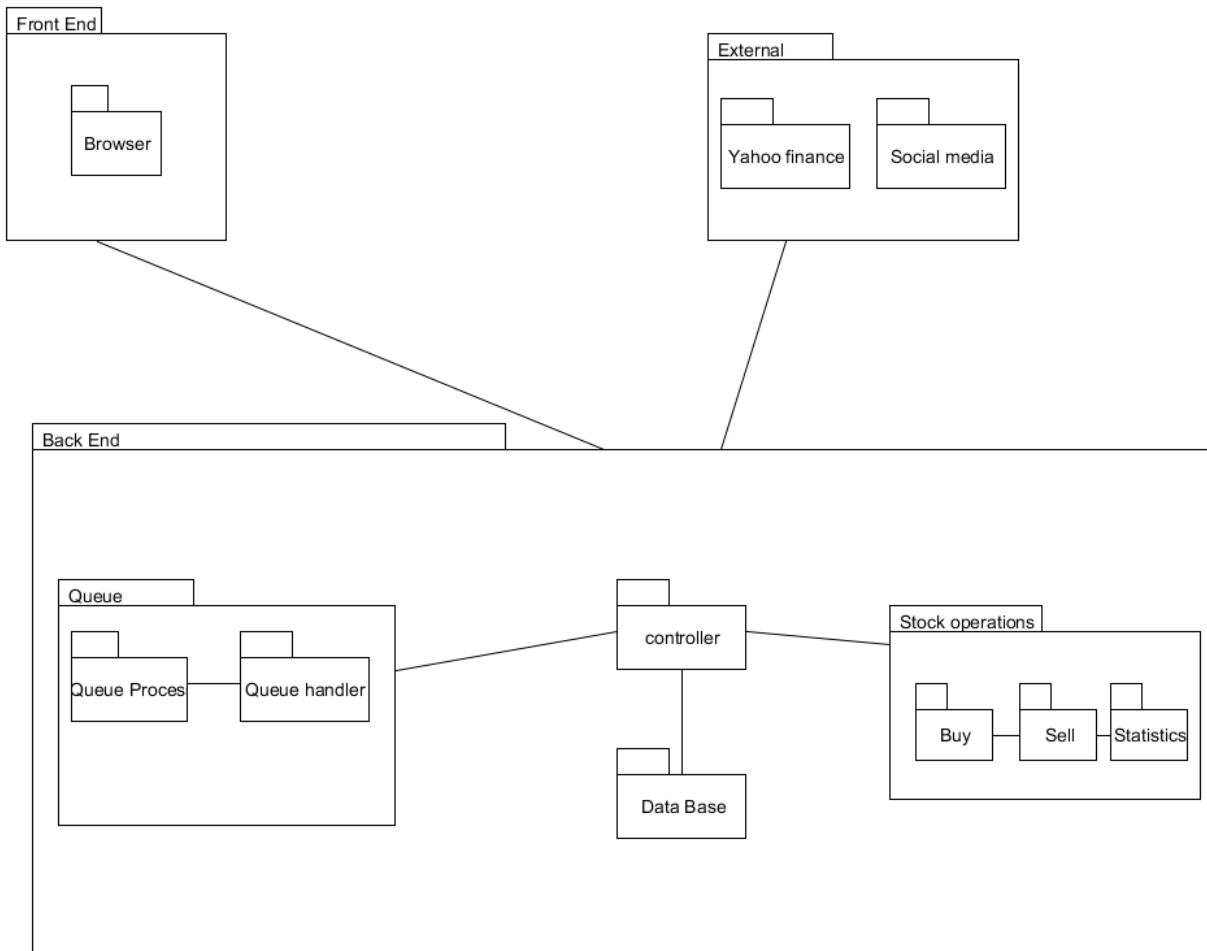 Front End
External
Browser
Yahoo finance
Social media
Back End
Queue
Stock operations
controller
Queue Proces
Queue handler
Buy
Sell
Statistics
Data Base